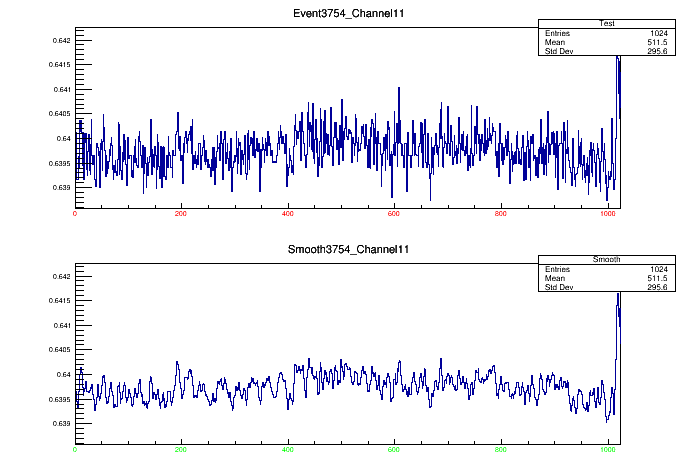 Event3754_Channel11
Test
Entries 1024
Mean 511.5
Std Dev 295.6
0.642
0.6415
0.641
0.6405
0.64
0.6395
0.639
0 200 400 600 800 1000
Smooth3754_Channel11
Smooth
Entries 1024
Mean 511.5
Std Dev 295.6
0.642
0.6415
0.641
0.6405
0.64
0.6395
0.639
0 200 400 600 800 1000